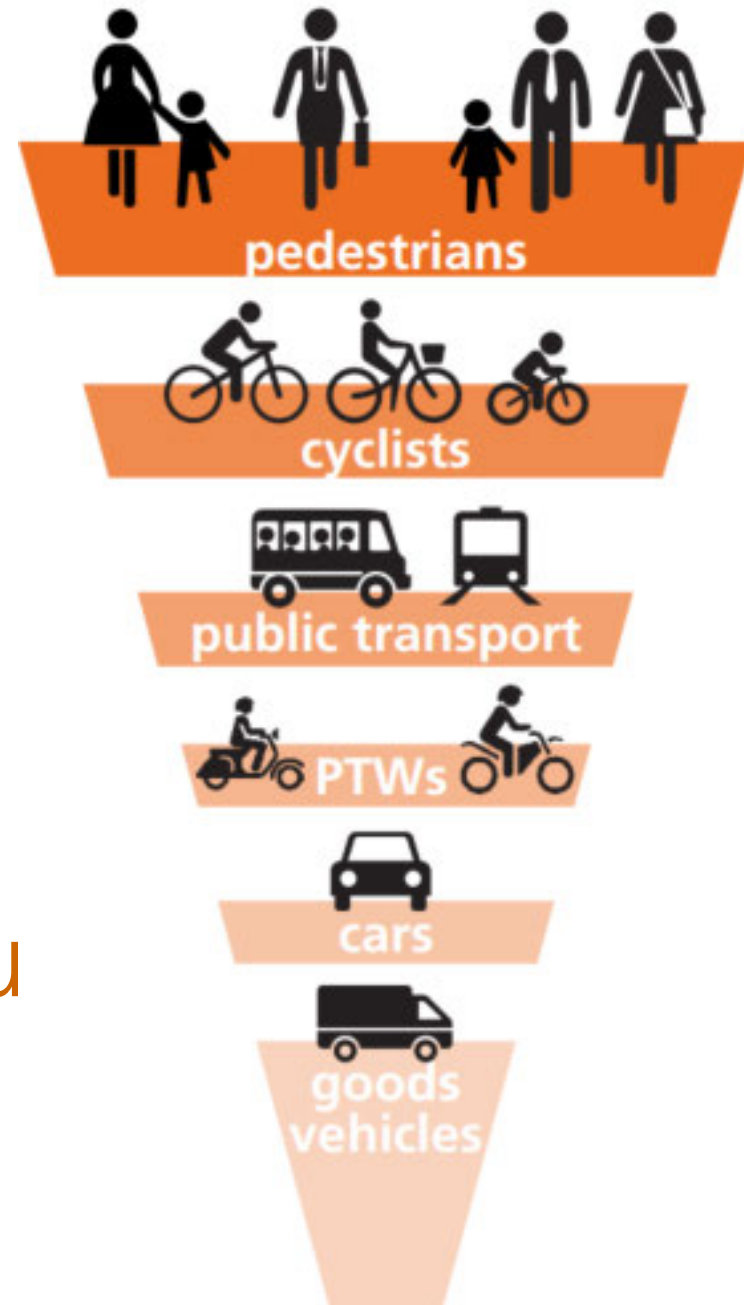 pedestrians
cyclists
public transport
PTWs
cars
u
goods
vehicles